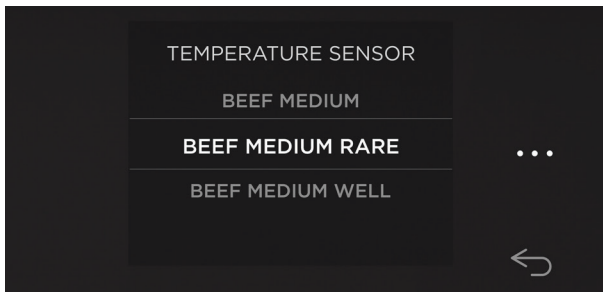 TEMPERATURE SENSOR
BEEF MEDIUM
BEEF MEDIUM RARE
BEEF MEDIUM WELL